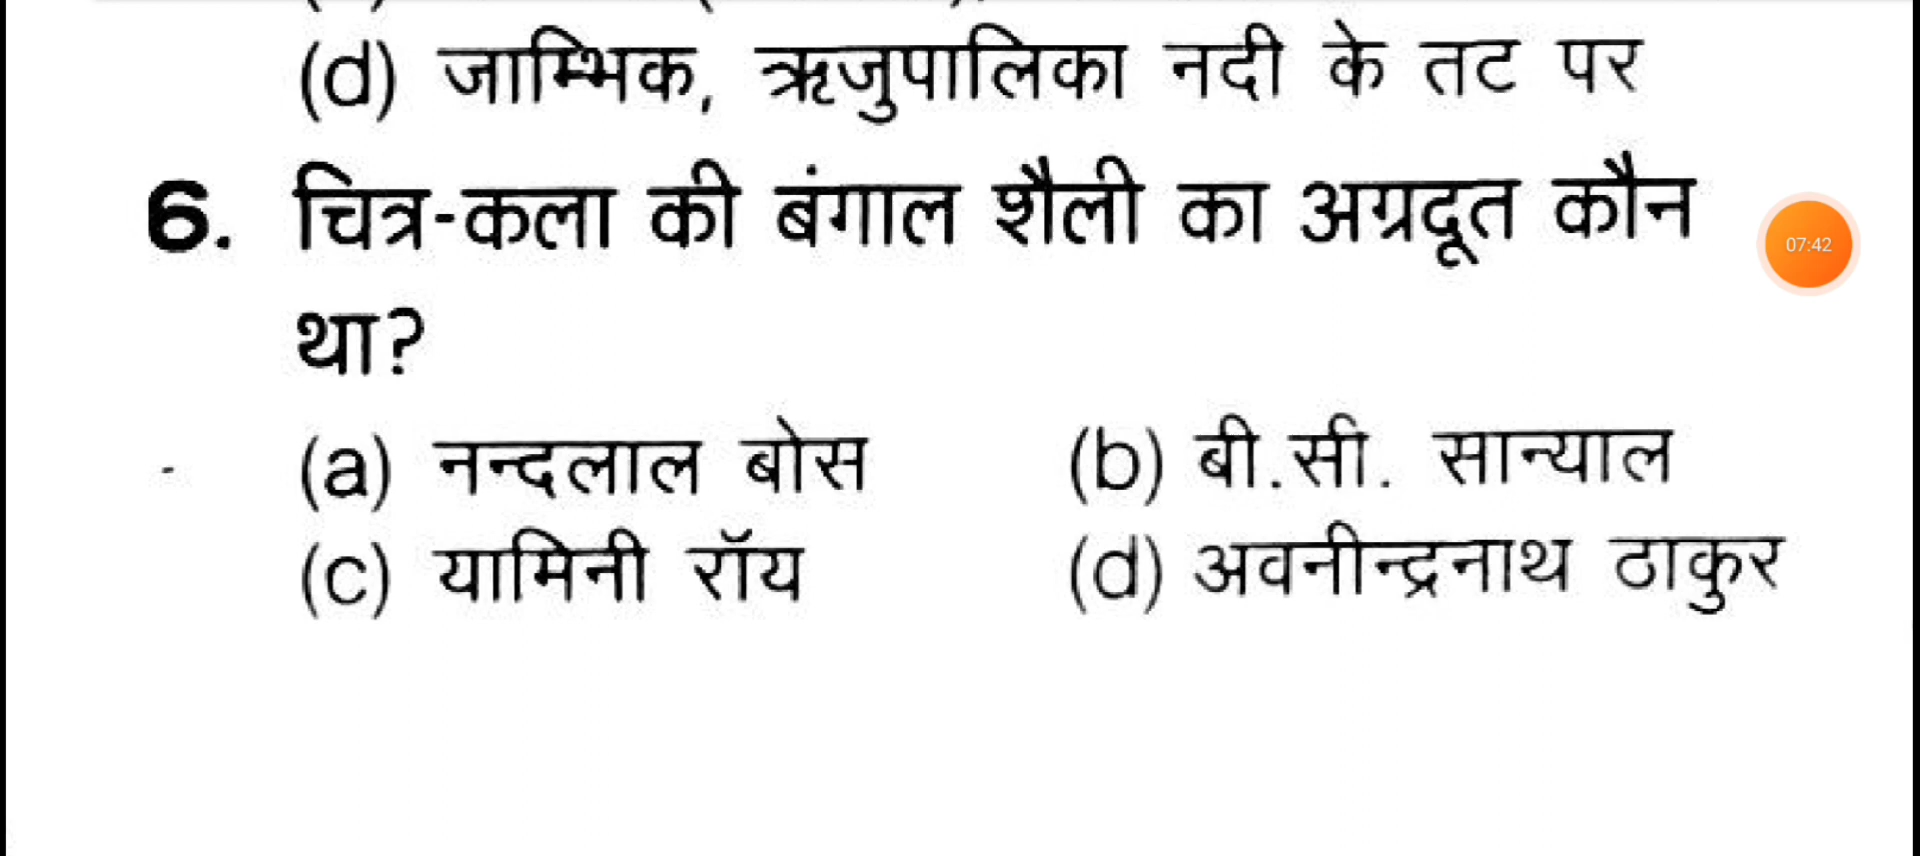 (d) जाम्भिक, ऋजुपालिका नदी के तट पर
6. चित्र-कला की बंगाल शैली का अग्रदूत कौन
07:42
था?
(a) नन्दलाल बोस (b) बी.सी. सान्याल
(c) यामिनी रॉय (d) अवनीन्द्रनाथ ठाकुर